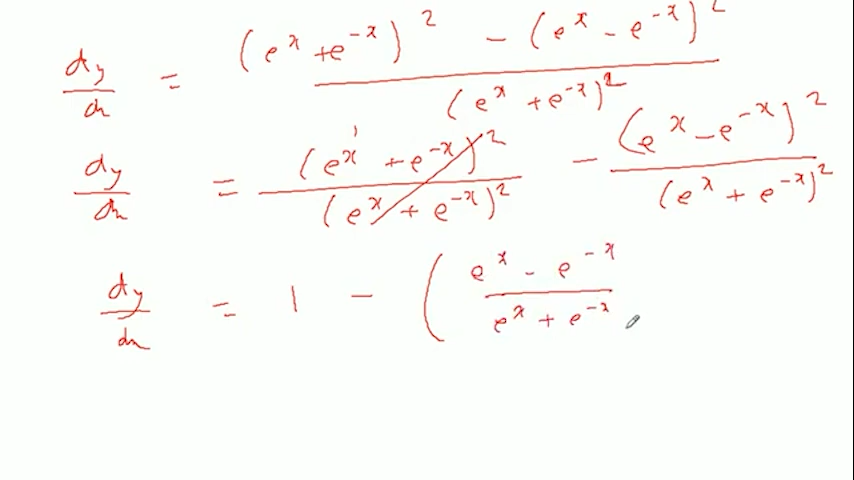 dy/dx = ((e^x + e^-x)^2 - (e^x - e^-x)^2) / (e^x + e^-x)^2
dy/dx = (e^x + e^-x)^2 / (e^x + e^-x)^2 - (e^x - e^-x)^2 / (e^x + e^-x)^2
dy/dx = 1 - ( (e^x - e^-x) / (e^x + e^-x)